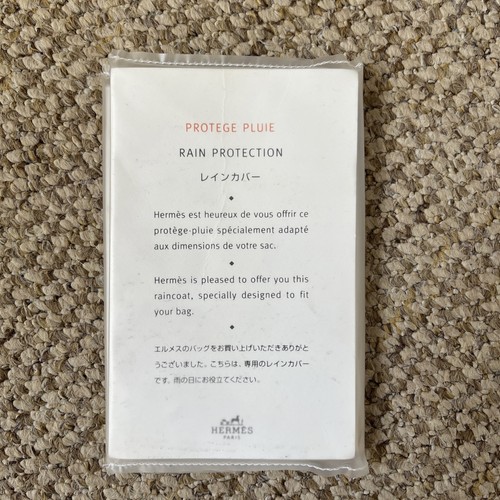 PROTEGE PLUIE
RAIN PROTECTION
レインカバー
Hermès est heureux de vous offrir ce
protège-pluie spécialement adapté
aux dimensions de votre sac.
Hermès is pleased to offer you this
raincoat, specially designed to fit
your bag.
エルメスのバッグをお買い上げいただきありがと
うございました。こちらは、専用のレインカバー
です。雨の日にお役立てください。
HERMÈS
PARIS